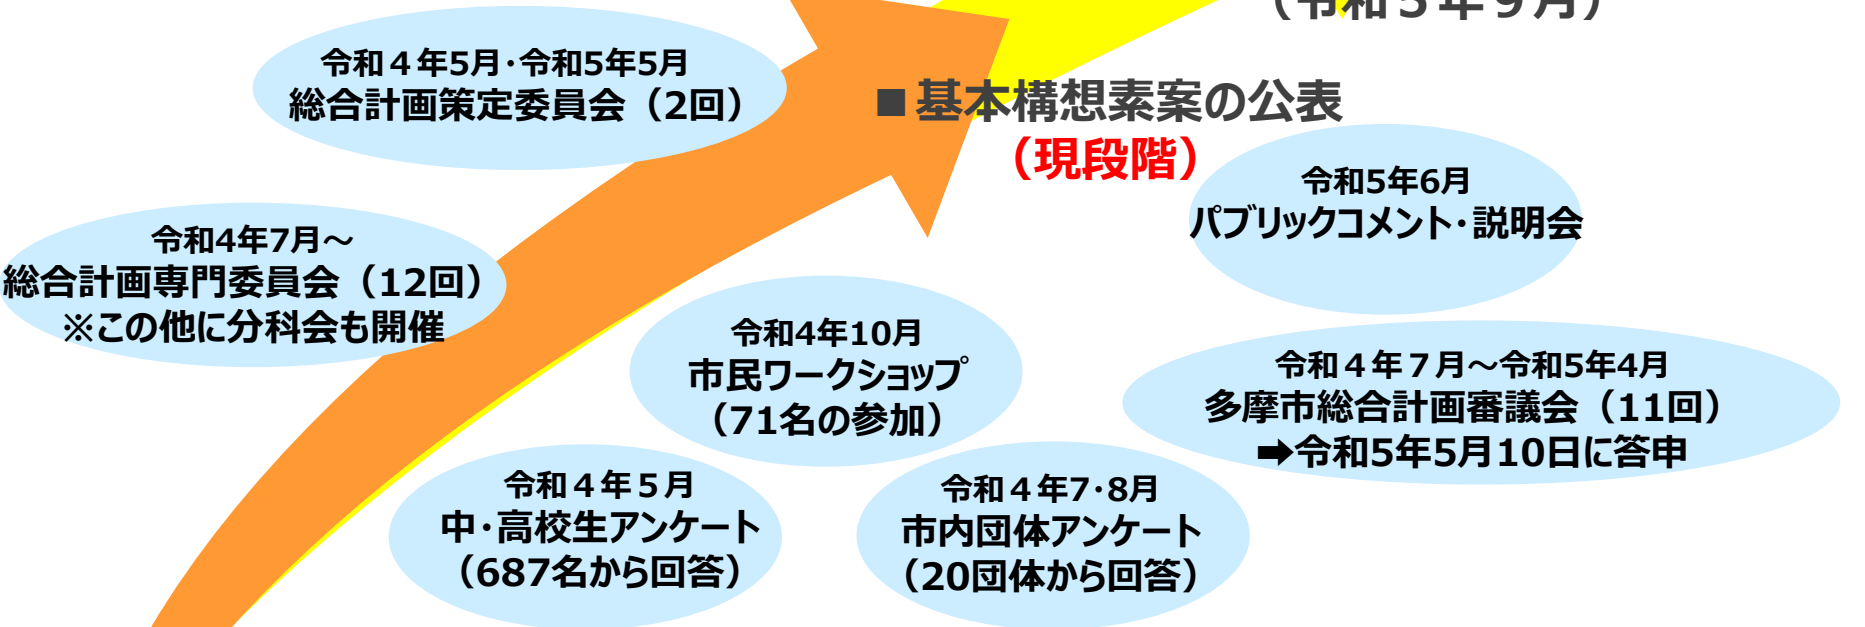 （令和５年９月）
令和４年5月・令和5年5月
総合計画策定委員会（2回）
■基本構想素案の公表
（現段階）
令和5年6月
パブリックコメント・説明会
令和4年7月～
総合計画専門委員会（12回）
※この他に分科会も開催
令和4年10月
市民ワークショップ
（71名の参加）
令和４年７月～令和5年4月
多摩市総合計画審議会（11回）
➡令和5年5月10日に答申
令和４年５月
中・高校生アンケート
（687名から回答）
令和４年7・8月
市内団体アンケート
（20団体から回答）